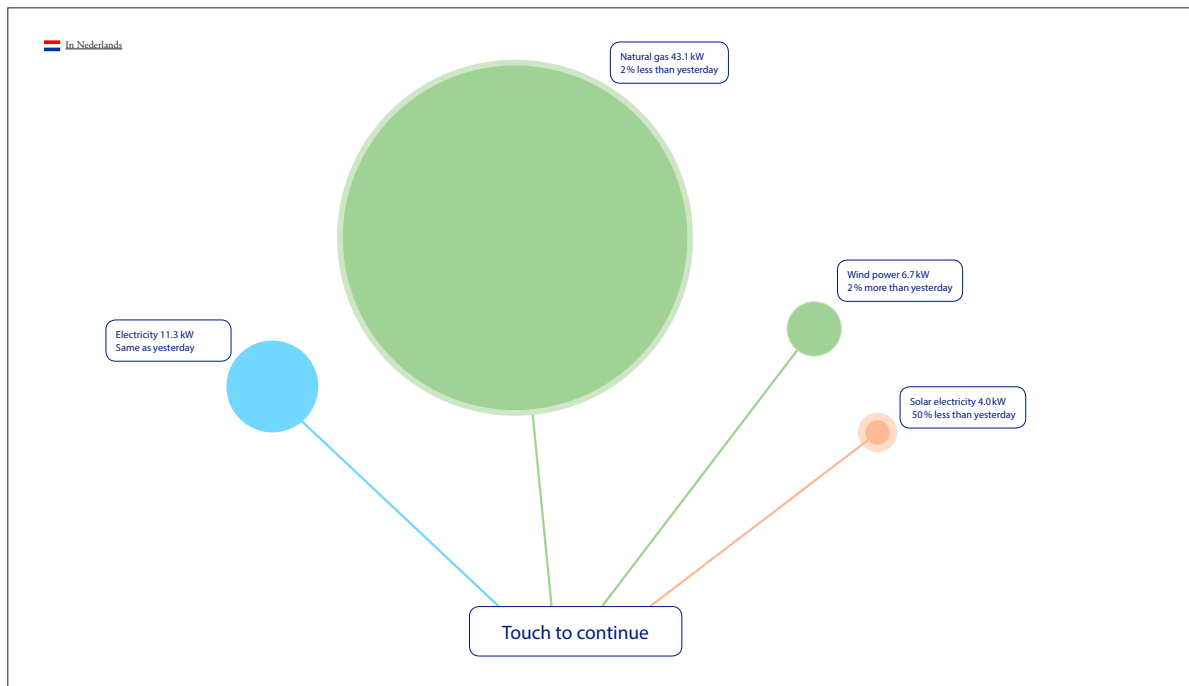 In Nederlands
Natural gas 43.1 kW
2% less than yesterday
Wind power 6.7 kW
2% more than yesterday
Electricity 11.3 kW
Same as yesterday
Solar electricity 4.0 kW
50% less than yesterday
Touch to continue